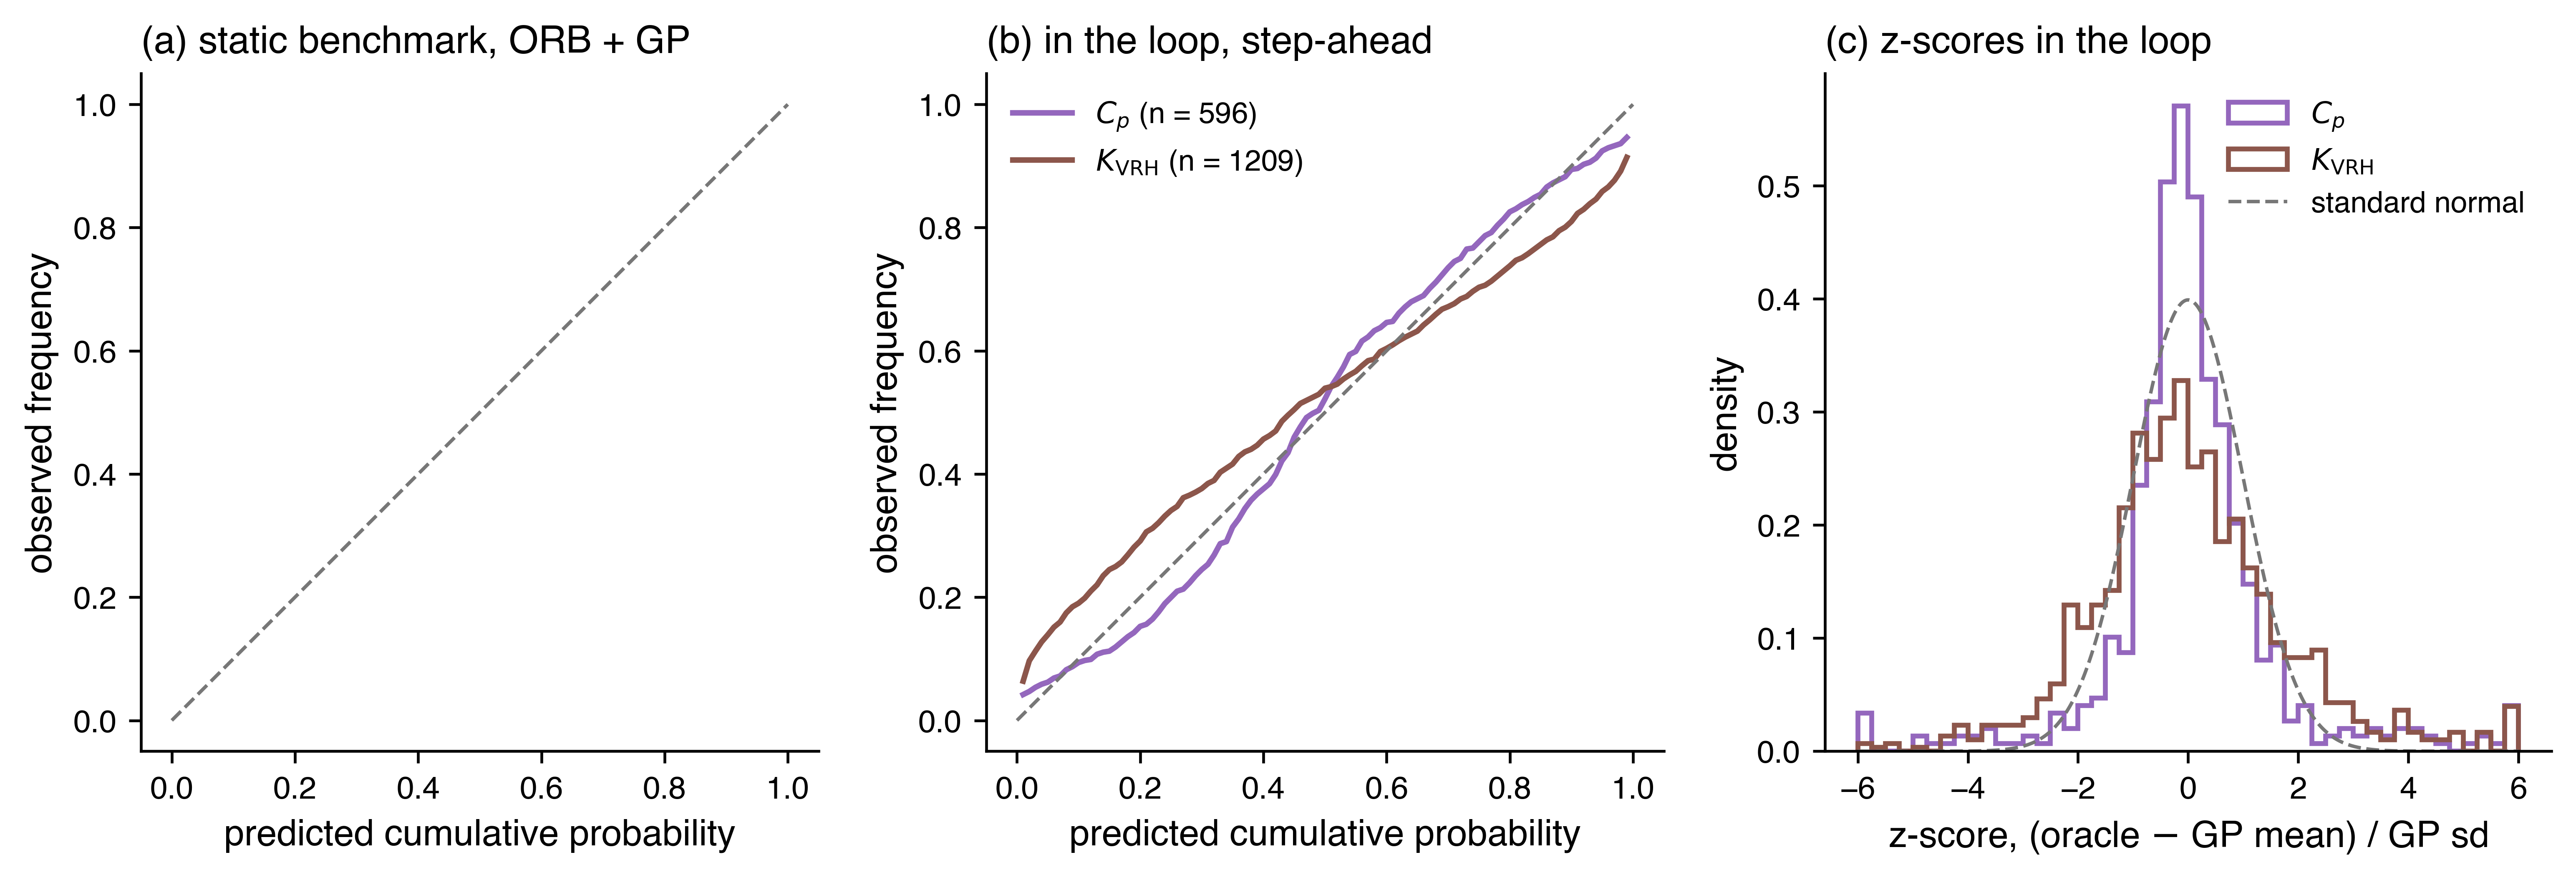 (a) static benchmark, ORB + GP
observed frequency
1.0
0.8
0.6
0.4
0.2
0.0
0.0 0.2 0.4 0.6 0.8 1.0
predicted cumulative probability
(b) in the loop, step-ahead
observed frequency
1.0
0.8
0.6
0.4
0.2
0.0
Cp (n = 596)
KVRH (n = 1209)
0.0 0.2 0.4 0.6 0.8 1.0
predicted cumulative probability
(c) z-scores in the loop
density
0.5
0.4
0.3
0.2
0.1
0.0
Cp
KVRH
standard normal
−6 −4 −2 0 2 4 6
z-score, (oracle − GP mean) / GP sd